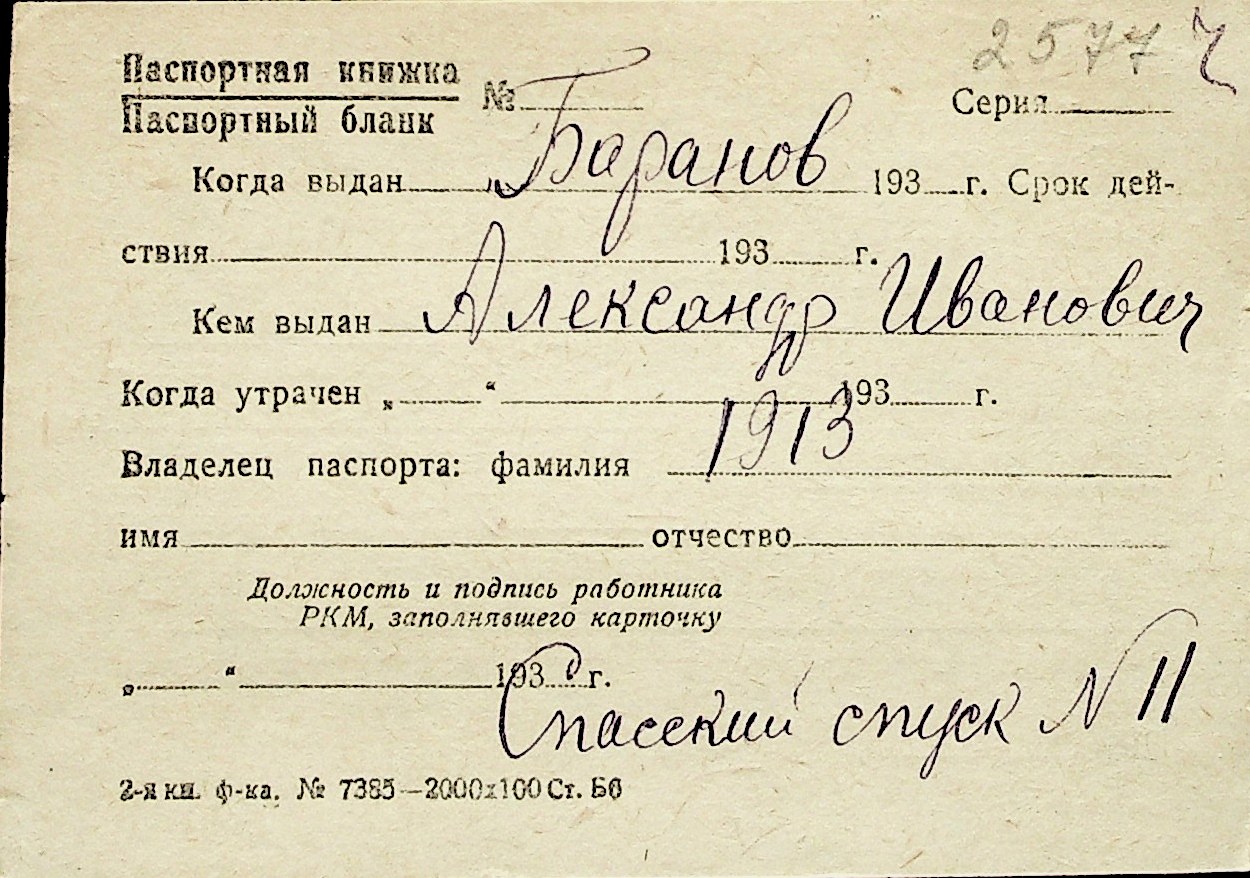 2577 ч
Паспортная книжка
Паспортный бланк
№ Серия
Баранов
Когда выдан „ 193 г. Срок дей-
ствия 193 г.
Александр Иванович
Кем выдан
Когда утрачен „ “ 193 г.
1913
Владелец паспорта: фамилия
имя отчество
Должность и подпись работника
РКМ, заполнявшего карточку
„ “ 193 г.
Спасский спуск N 11
2-я кн. ф-ка. № 7385—2000х100 Ст. Б6